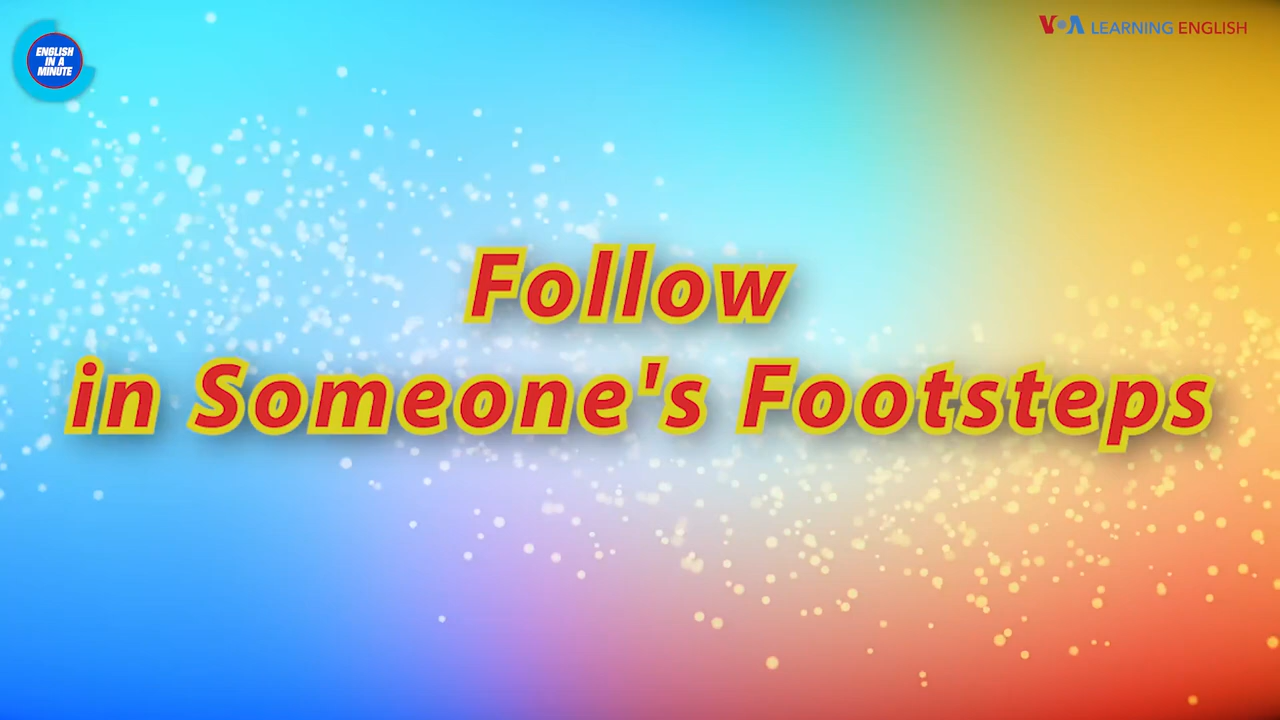 ENGLISH
IN A
MINUTE
VOA LEARNING ENGLISH
Follow
in Someone's Footsteps